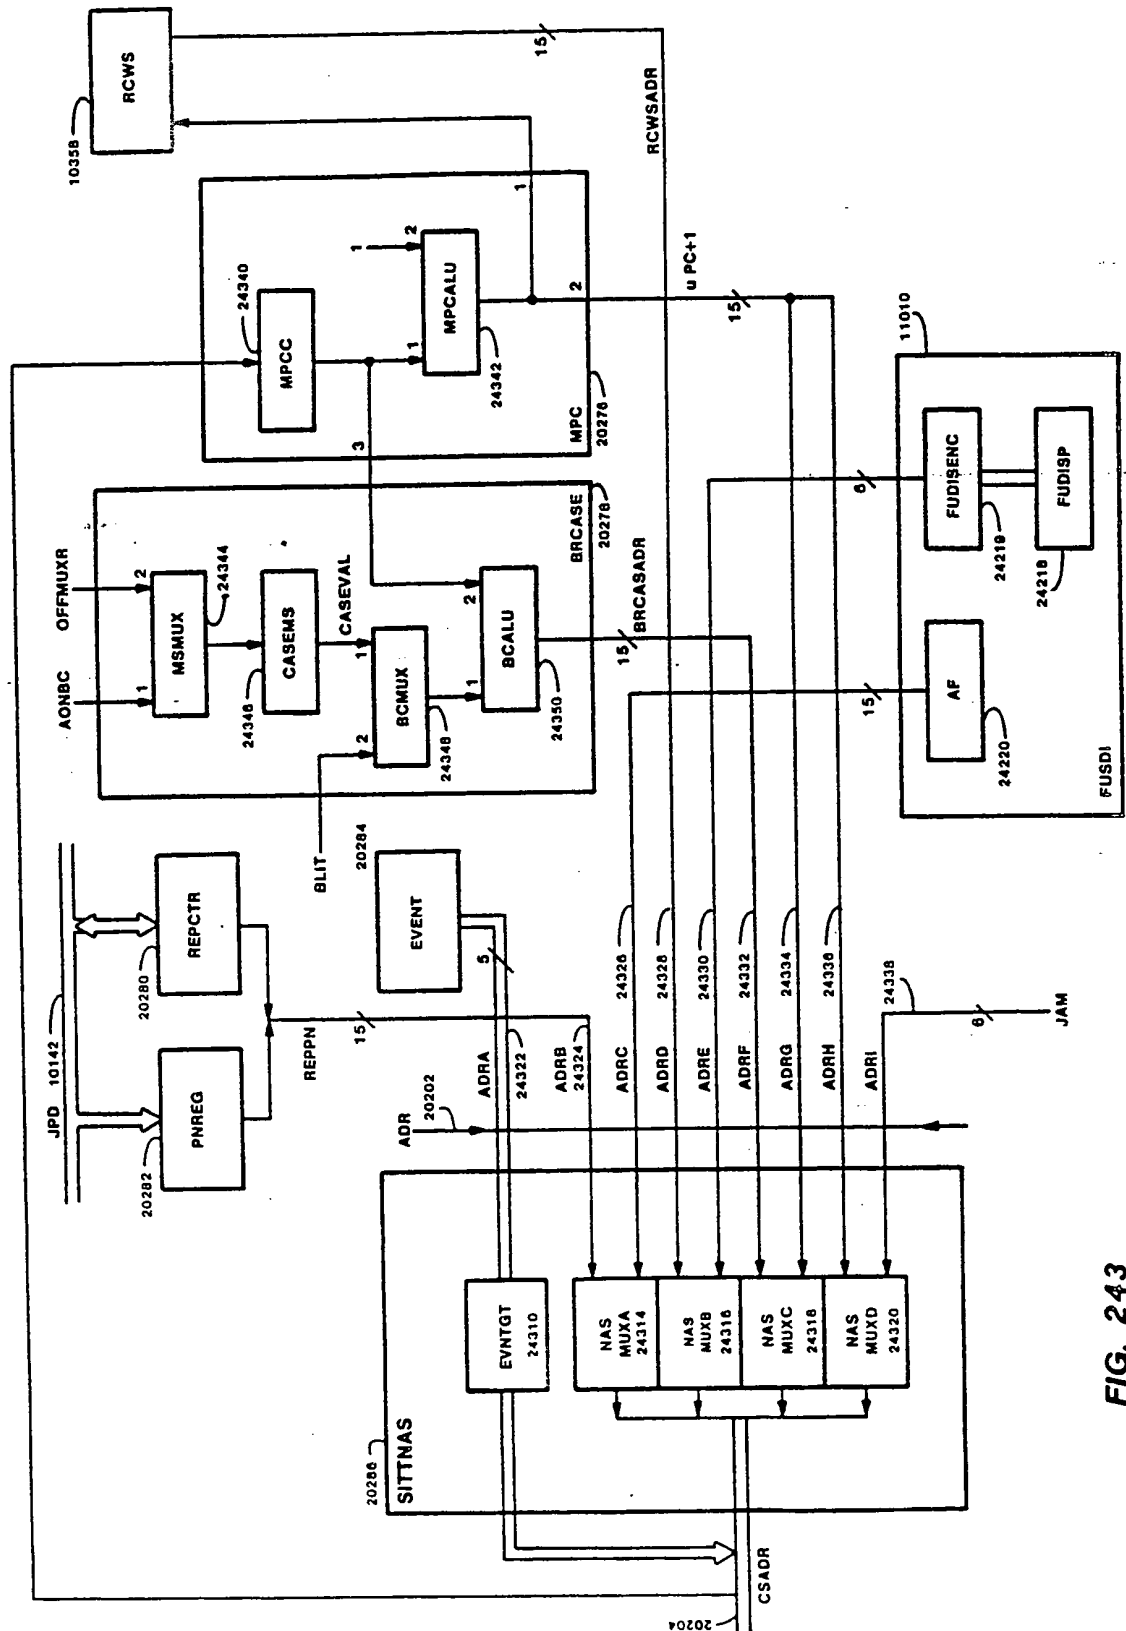 RCWS
10358
15
RCWSADR
MPCC
24340
1
2
1
MPCALU
24342
1
2
3
MPC
20276
u PC+1
15
OFFMUXR
AONBC
2
1
MSMUX
24344
CASEMS
24346
CASEVAL
1
2
BCMUX
24348
BLIT
2
1
BCALU
24350
BRCASE
20278
15
BRCASADR
11010
FUDISENC
24219
FUDISP
24218
6
AF
24220
15
FUSDI
JPD
10142
REPCTR
20280
PNREG
20282
REPPN
15
EVENT
20284
5
ADRA
24322
ADRB
24324
ADR
20202
ADRC
24326
ADRD
24328
ADRE
24330
ADRF
24332
ADRG
24334
ADRH
24336
ADRI
24338
6
JAM
20286
SITTNAS
EVNTGT
24310
NAS
MUXA
24314
NAS
MUXB
24316
NAS
MUXC
24318
NAS
MUXD
24320
CSADR
20204
FIG. 243